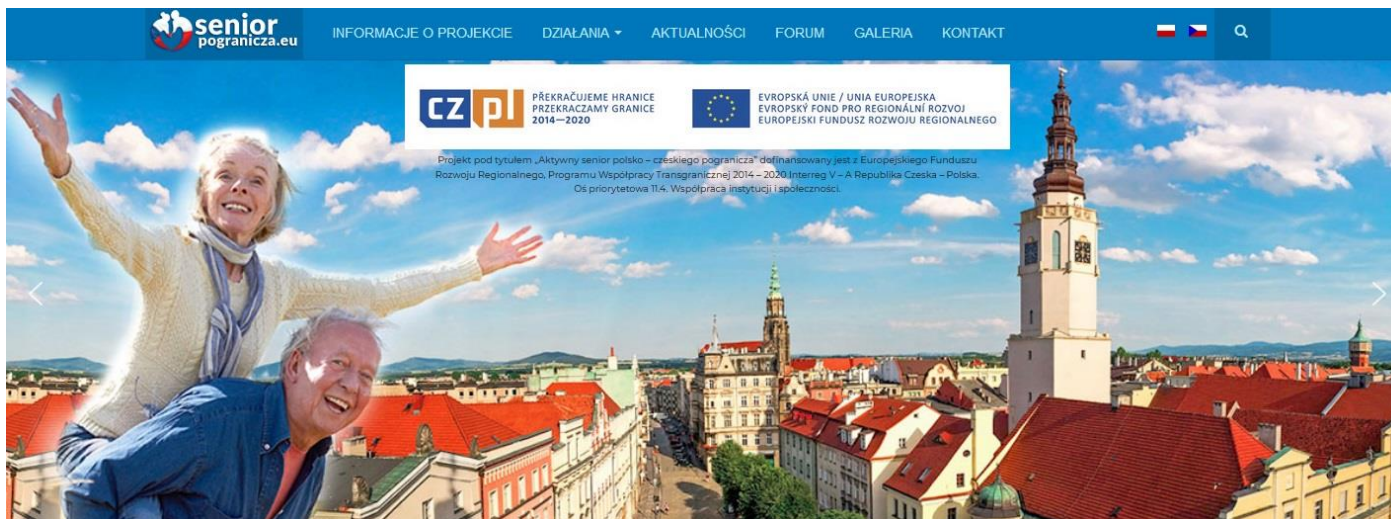 senior
pogranicza.eu
INFORMACJE O PROJEKCIE DZIAŁANIA AKTUALNOŚCI FORUM GALERIA KONTAKT
cz pl
PŘEKRAČUJEME HRANICE
PRZEKRACZAMY GRANICE
2014—2020
EVROPSKÁ UNIE / UNIA EUROPEJSKA
EVROPSKÝ FOND PRO REGIONÁLNÍ ROZVOJ
EUROPEJSKI FUNDUSZ ROZWOJU REGIONALNEGO
Projekt pod tytułem „Aktywny senior polsko – czeskiego pogranicza" dofinansowany jest z Europejskiego Funduszu
Rozwoju Regionalnego, Programu Współpracy Transgranicznej 2014 – 2020 Interreg V – A Republika Czeska – Polska.
Oś priorytetowa 11.4. Współpraca instytucji i społeczności.